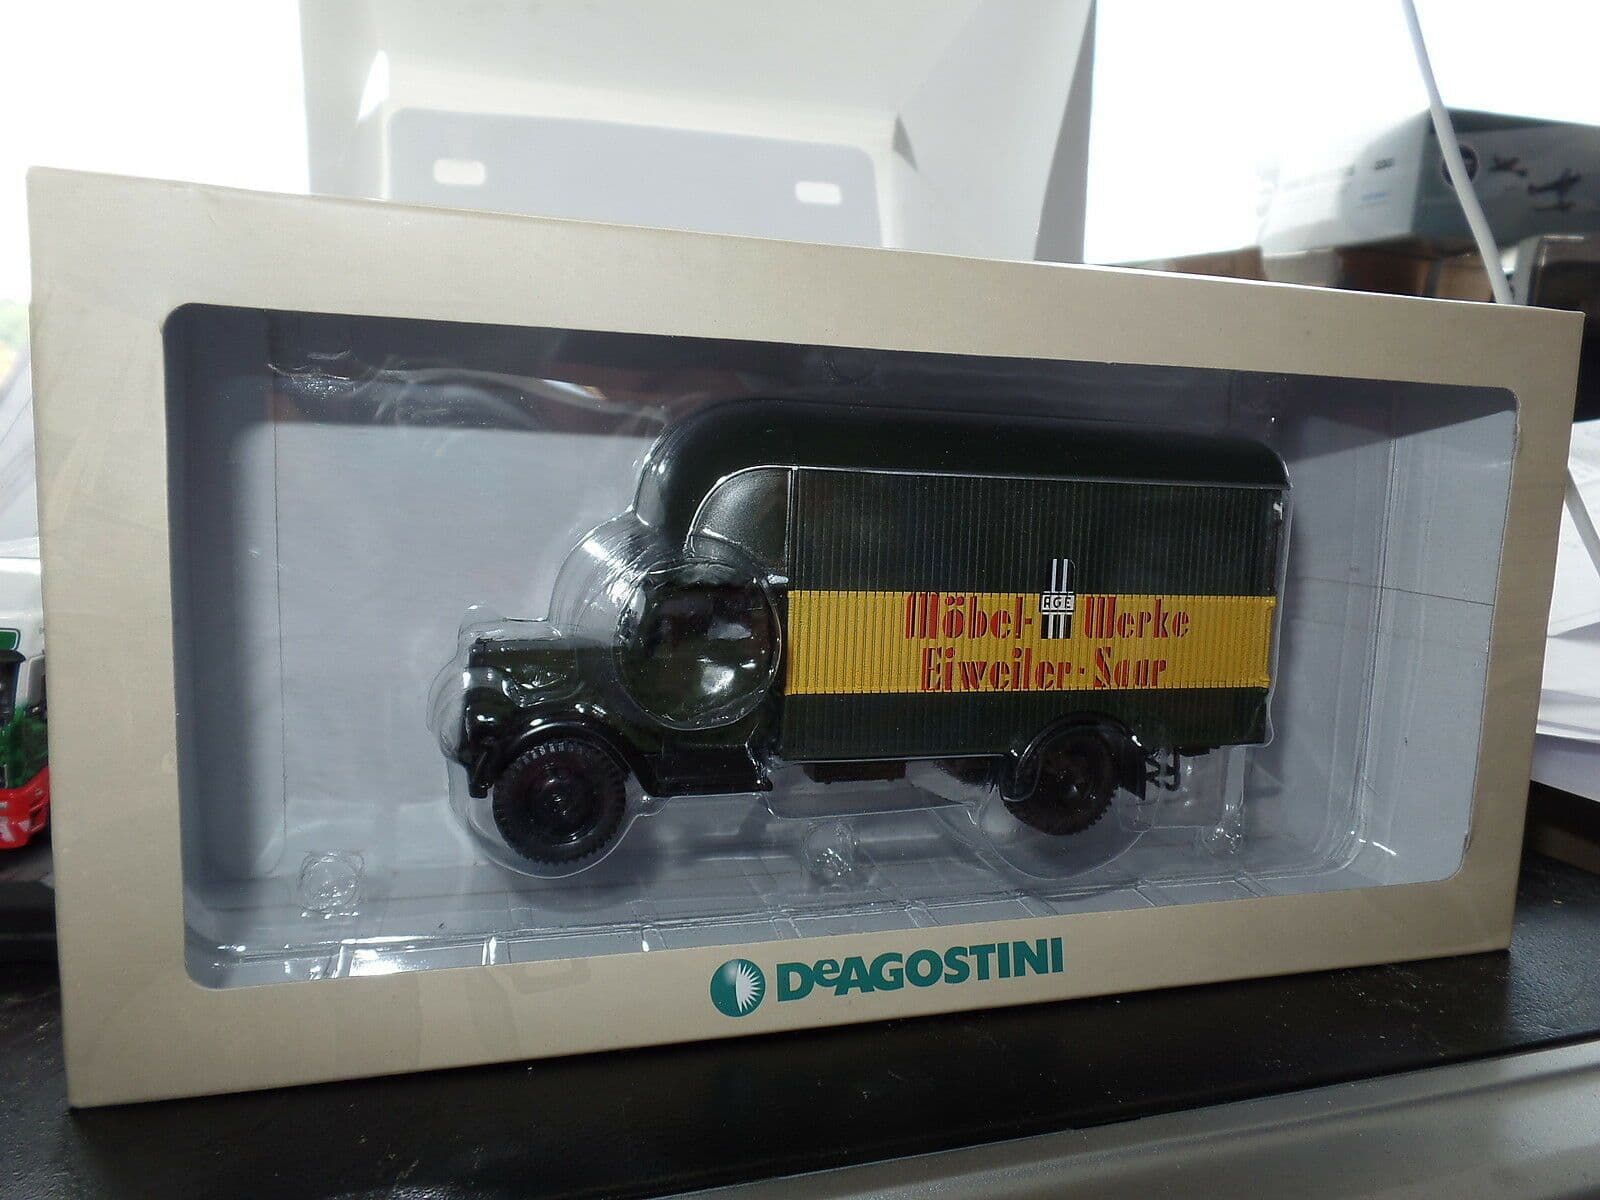 AGE
Möbel- Werke
Eiweiler·Saar
DeAGOSTINI